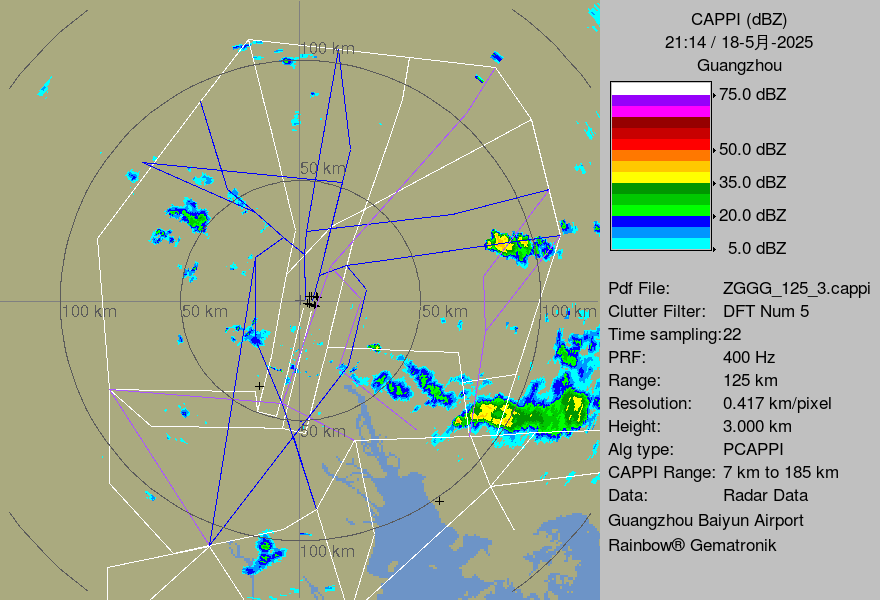 CAPPI (dBZ)
21:14 / 18-5月-2025
Guangzhou
75.0 dBZ
50.0 dBZ
35.0 dBZ
20.0 dBZ
5.0 dBZ
Pdf File: ZGGG_125_3.cappi
Clutter Filter: DFT Num 5
Time sampling:22
PRF: 400 Hz
Range: 125 km
Resolution: 0.417 km/pixel
Height: 3.000 km
Alg type: PCAPPI
CAPPI Range: 7 km to 185 km
Data: Radar Data
Guangzhou Baiyun Airport
Rainbow® Gematronik
100 km
50 km
100 km
50 km
50 km
100 km
50 km
100 km